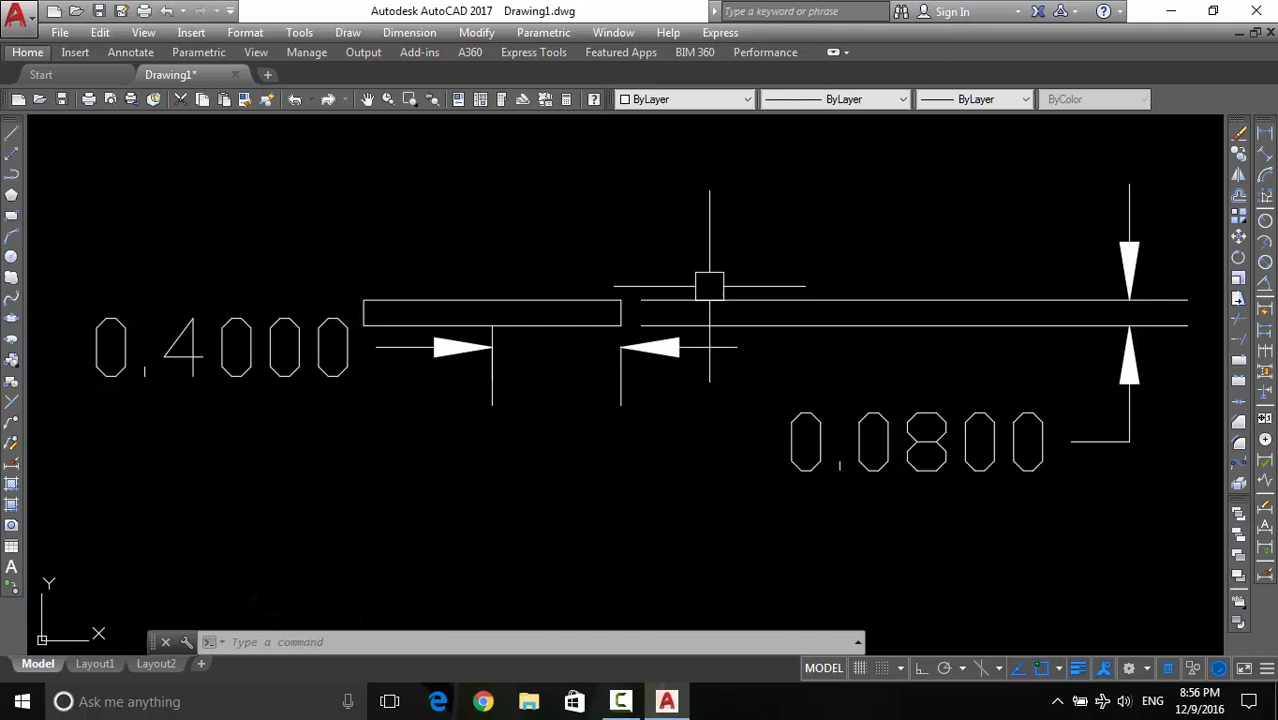 Autodesk AutoCAD 2017 Drawing1.dwg
Type a keyword or phrase
Sign In
File Edit View Insert Format Tools Draw Dimension Modify Parametric Window Help Express
Home Insert Annotate Parametric View Manage Output Add-ins A360 Express Tools Featured Apps BIM 360 Performance
Start Drawing1*
ByLayer ByLayer ByLayer ByColor
0,4000
0,0800
Y
X
Type a command
Model Layout1 Layout2
MODEL
Ask me anything
ENG
8:56 PM
12/9/2016